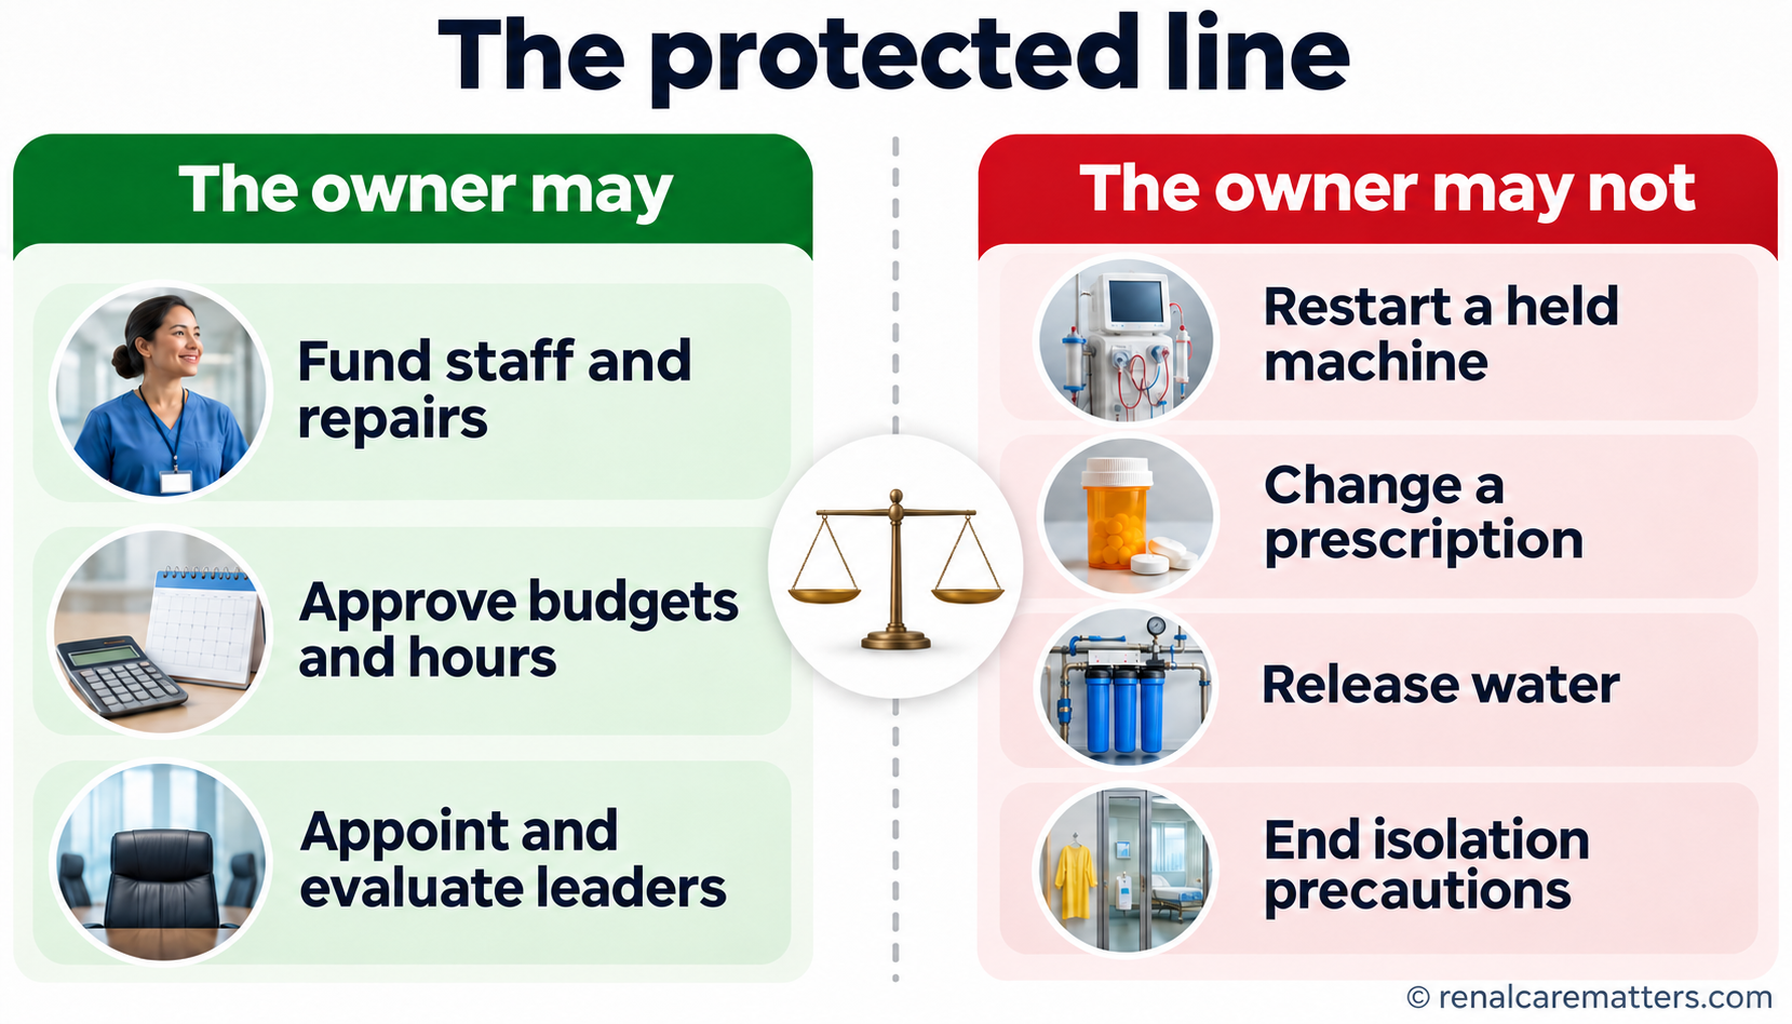 The protected line
The owner may
Fund staff and
repairs
Approve budgets
and hours
Appoint and
evaluate leaders
The owner may not
Restart a held
machine
Change a
prescription
Release water
End isolation
precautions
© renalcarematters.com